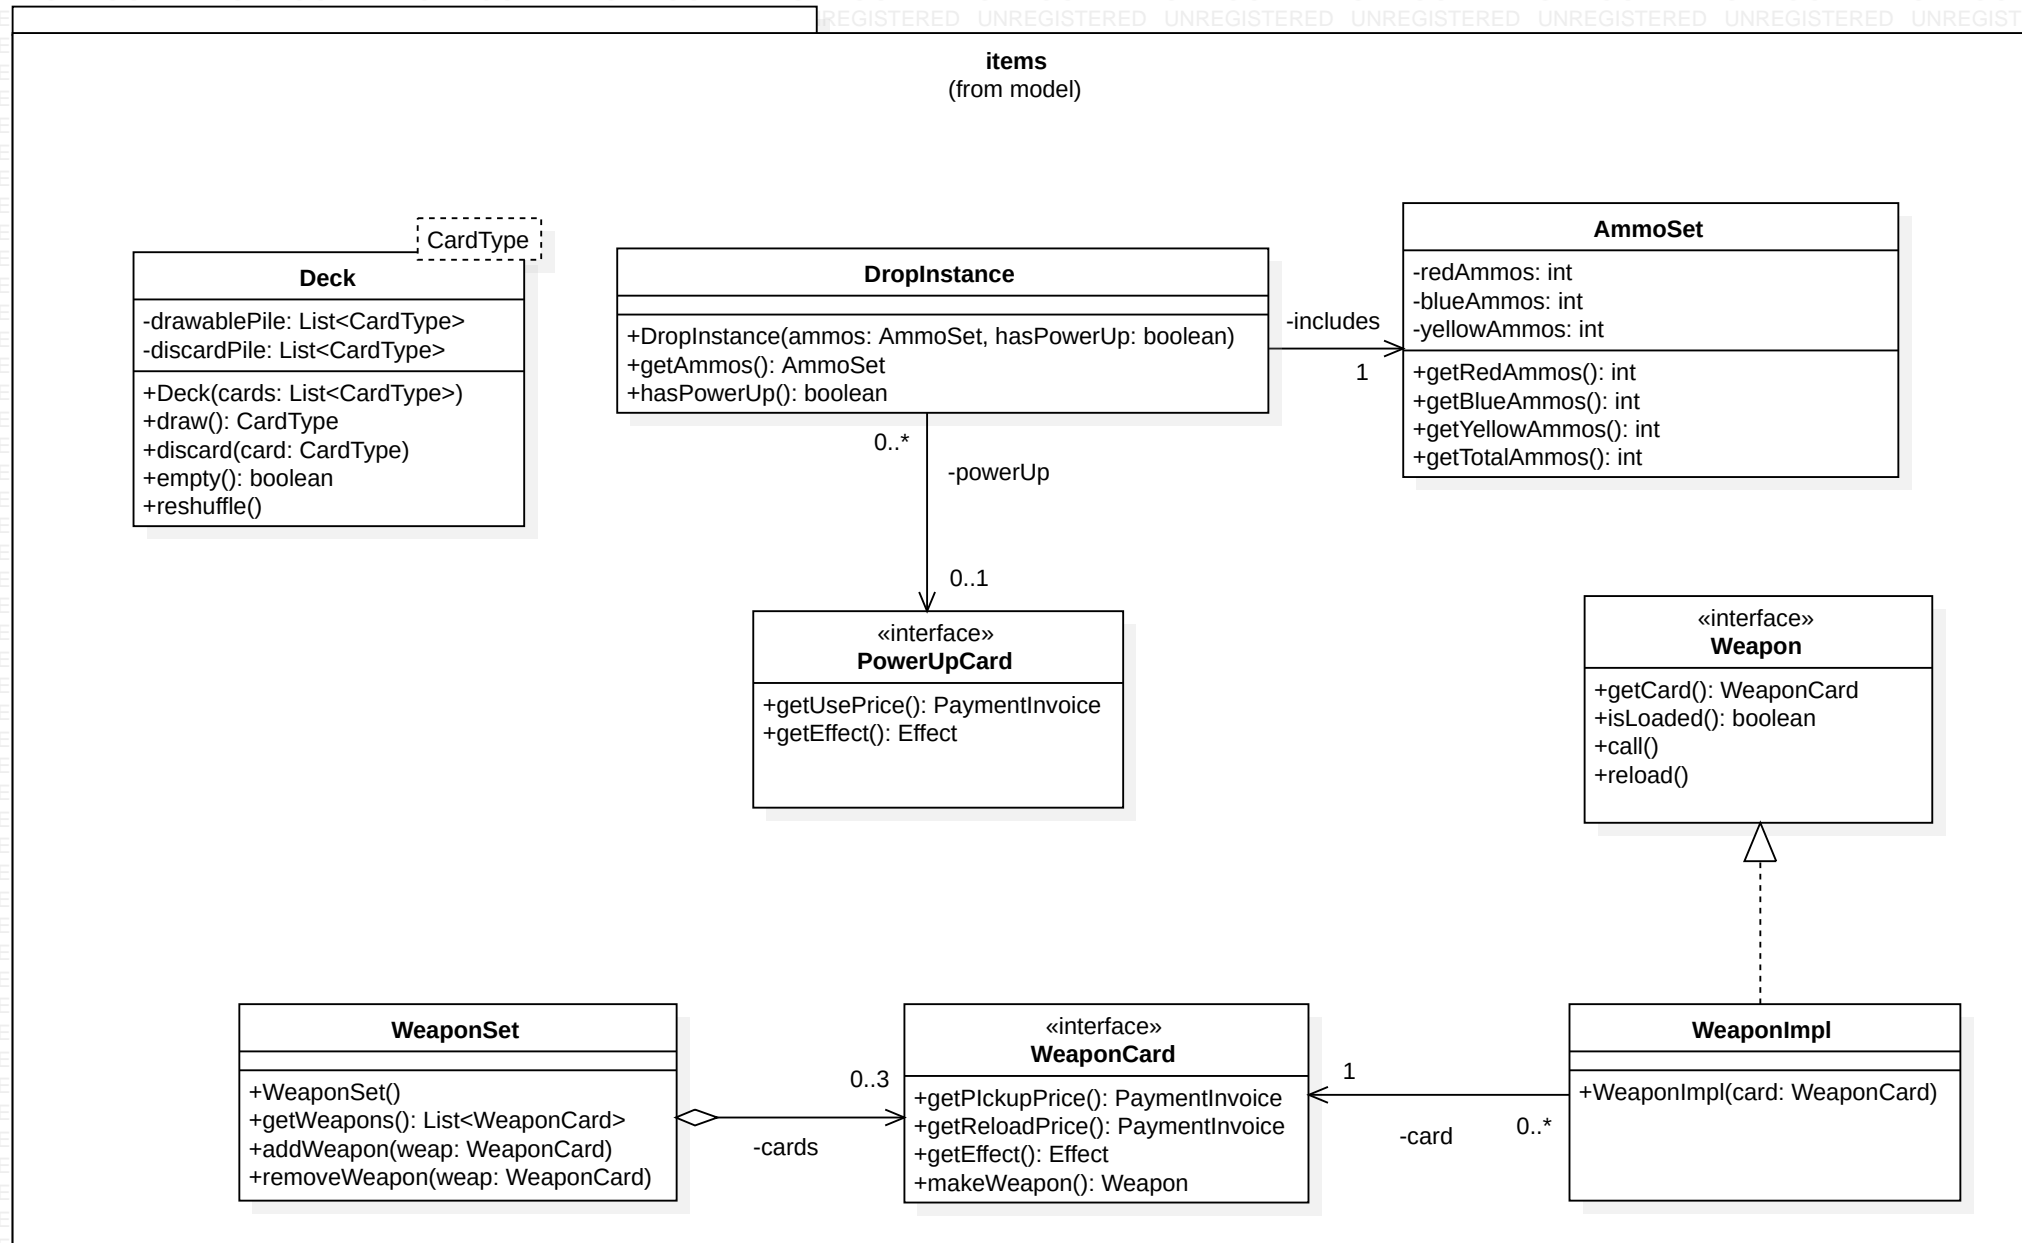 REGISTERED UNREGISTERED UNREGISTERED UNREGISTERED UNREGISTERED UNREGISTERED UNREGIST
items
(from model)
CardType
Deck
-drawablePile: List<CardType>
-discardPile: List<CardType>
+Deck(cards: List<CardType>)
+draw(): CardType
+discard(card: CardType)
+empty(): boolean
+reshuffle()
DropInstance
+DropInstance(ammos: AmmoSet, hasPowerUp: boolean)
+getAmmos(): AmmoSet
+hasPowerUp(): boolean
-includes
1
AmmoSet
-redAmmos: int
-blueAmmos: int
-yellowAmmos: int
+getRedAmmos(): int
+getBlueAmmos(): int
+getYellowAmmos(): int
+getTotalAmmos(): int
0..*
-powerUp
0..1
«interface»
PowerUpCard
+getUsePrice(): PaymentInvoice
+getEffect(): Effect
«interface»
Weapon
+getCard(): WeaponCard
+isLoaded(): boolean
+call()
+reload()
WeaponSet
+WeaponSet()
+getWeapons(): List<WeaponCard>
+addWeapon(weap: WeaponCard)
+removeWeapon(weap: WeaponCard)
0..3
-cards
«interface»
WeaponCard
+getPIckupPrice(): PaymentInvoice
+getReloadPrice(): PaymentInvoice
+getEffect(): Effect
+makeWeapon(): Weapon
1
-card
0..*
WeaponImpl
+WeaponImpl(card: WeaponCard)